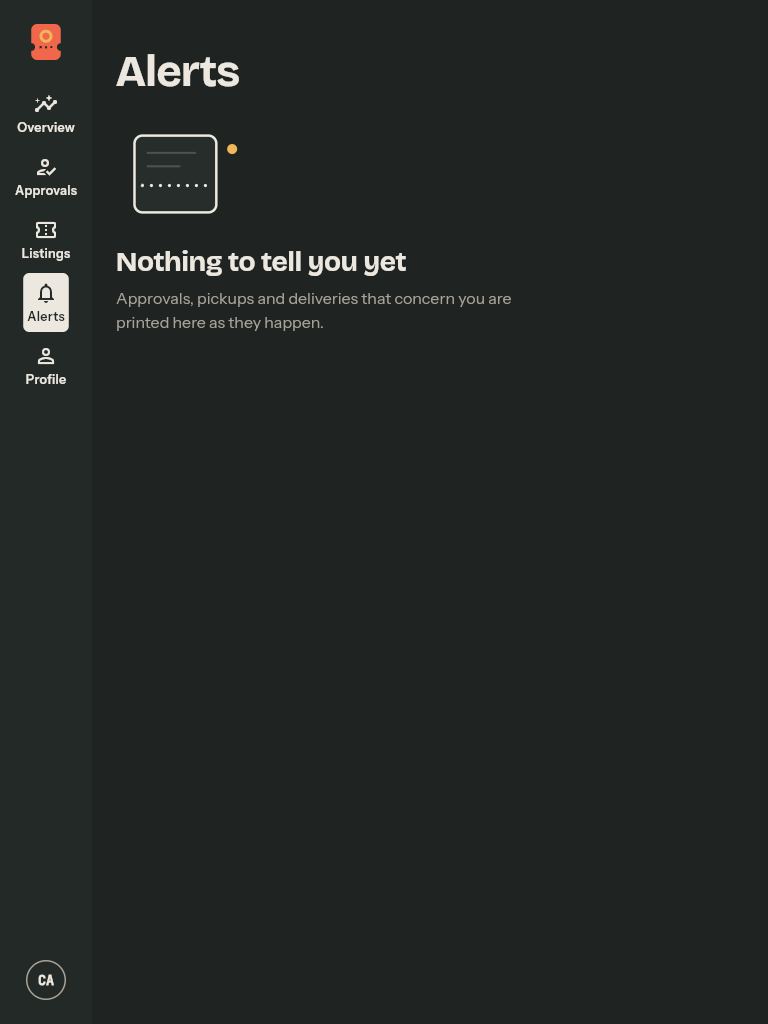 Overview
Approvals
Listings
Alerts
Profile
CA
Alerts
Nothing to tell you yet
Approvals, pickups and deliveries that concern you are
printed here as they happen.